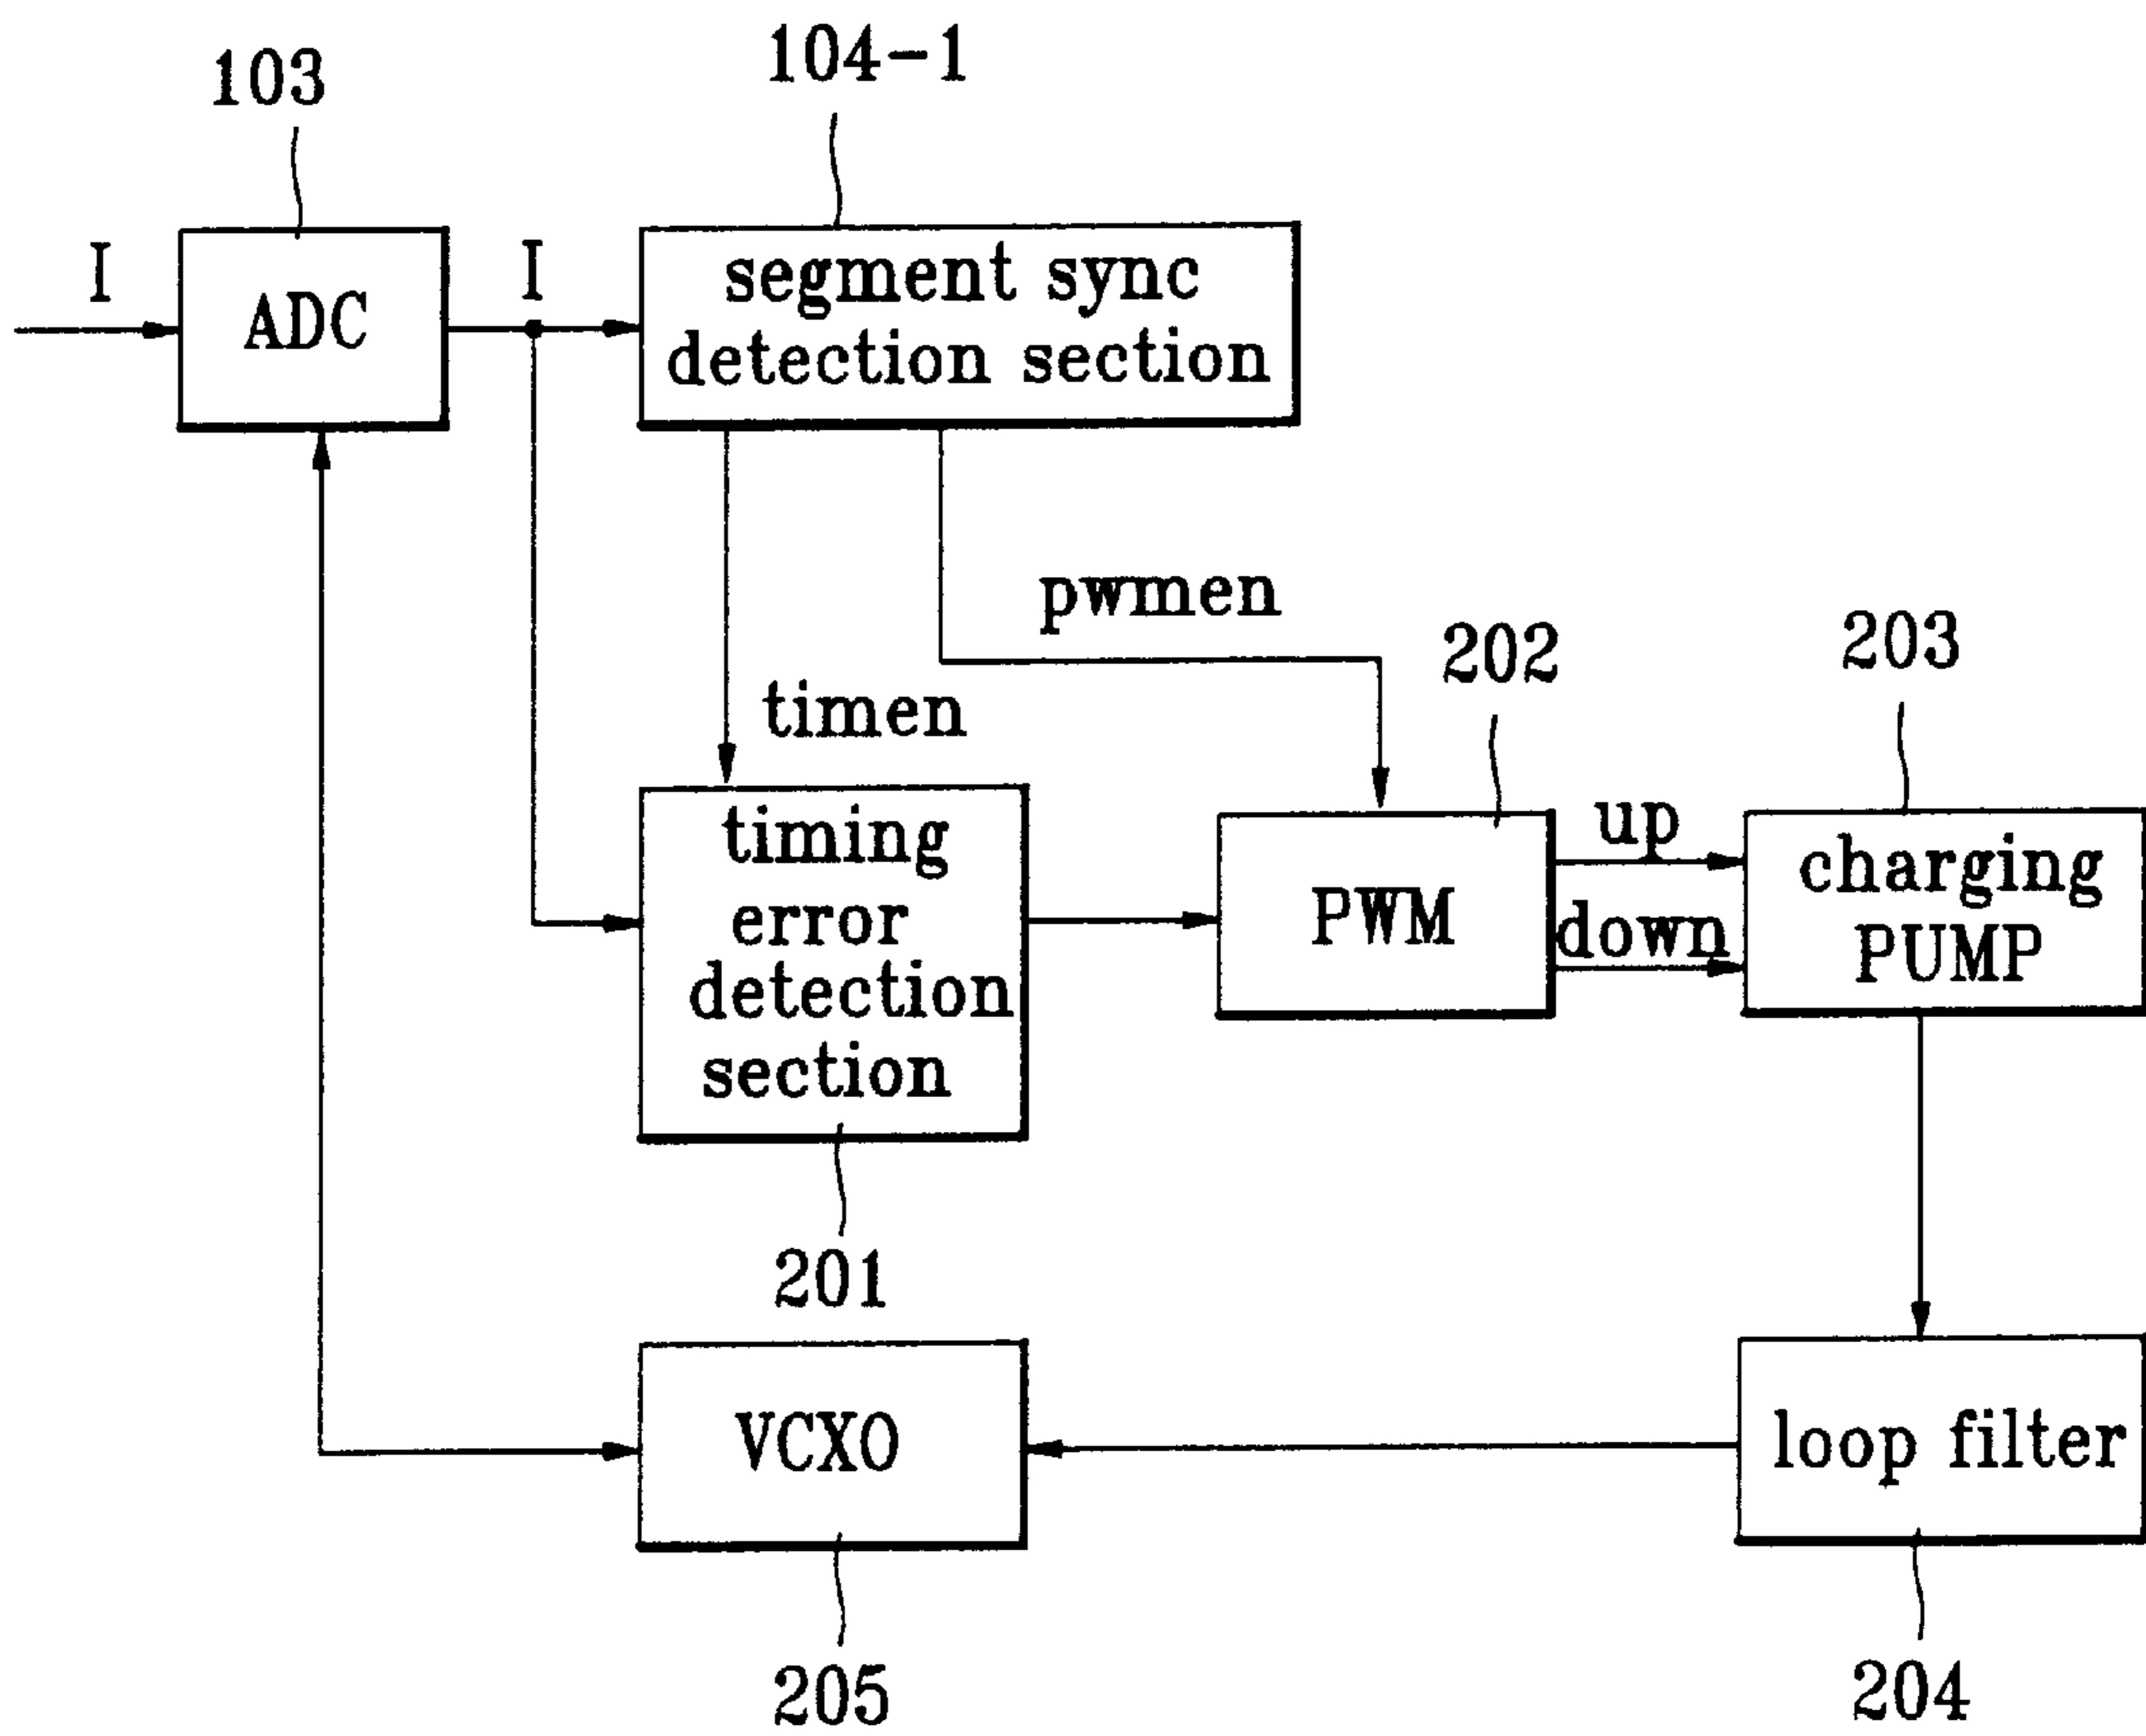 103
104-1
I
ADC
I
segment sync
detection section
pwmen
timen
202
203
timing
error
detection
section
PWM
up
down
charging
PUMP
201
VCXO
loop filter
205
204